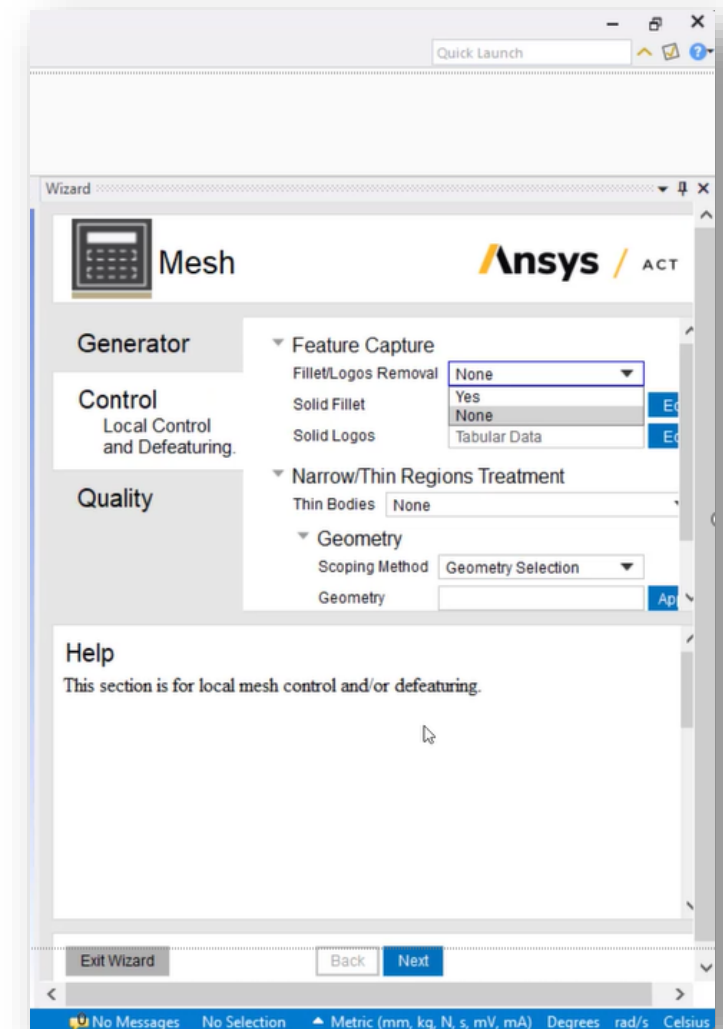 Quick Launch
Wizard
Mesh
Ansys / ACT
Generator
Control
Local Control
and Defeaturing.
Quality
Feature Capture
Fillet/Logos Removal None
Yes
None
Solid Fillet
Solid Logos Tabular Data
Narrow/Thin Regions Treatment
Thin Bodies None
Geometry
Scoping Method Geometry Selection
Geometry
Help
This section is for local mesh control and/or defeaturing.
Exit Wizard Back Next
0 No Messages No Selection Metric (mm, kg, N, s, mV, mA) Degrees rad/s Celsius